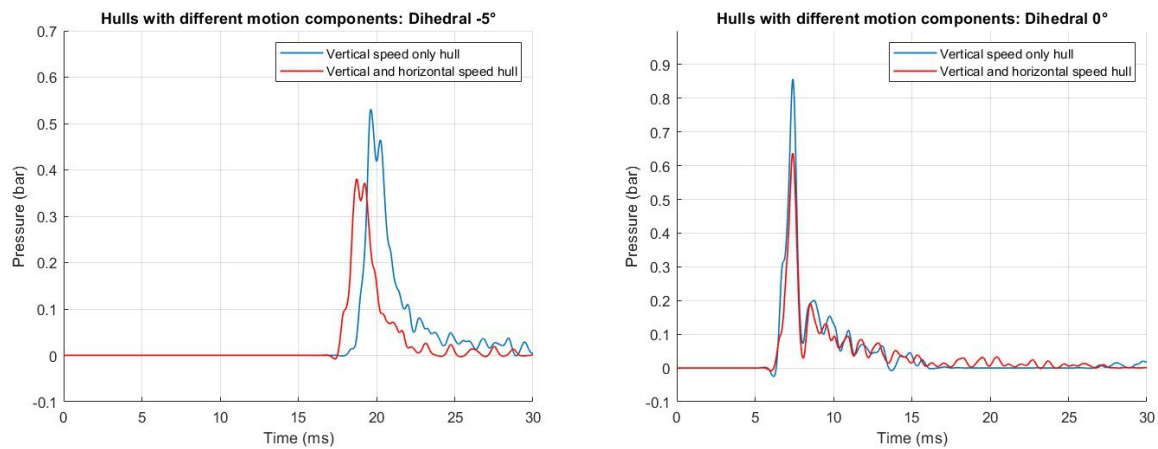 Hulls with different motion components: Dihedral -5°
0.7
0.6
0.5
0.4
0.3
0.2
0.1
0
-0.1
Pressure (bar)
Vertical speed only hull
Vertical and horizontal speed hull
0 5 10 15 20 25 30
Time (ms)
Hulls with different motion components: Dihedral 0°
0.9
0.8
0.7
0.6
0.5
0.4
0.3
0.2
0.1
0
-0.1
Pressure (bar)
Vertical speed only hull
Vertical and horizontal speed hull
0 5 10 15 20 25 30
Time (ms)